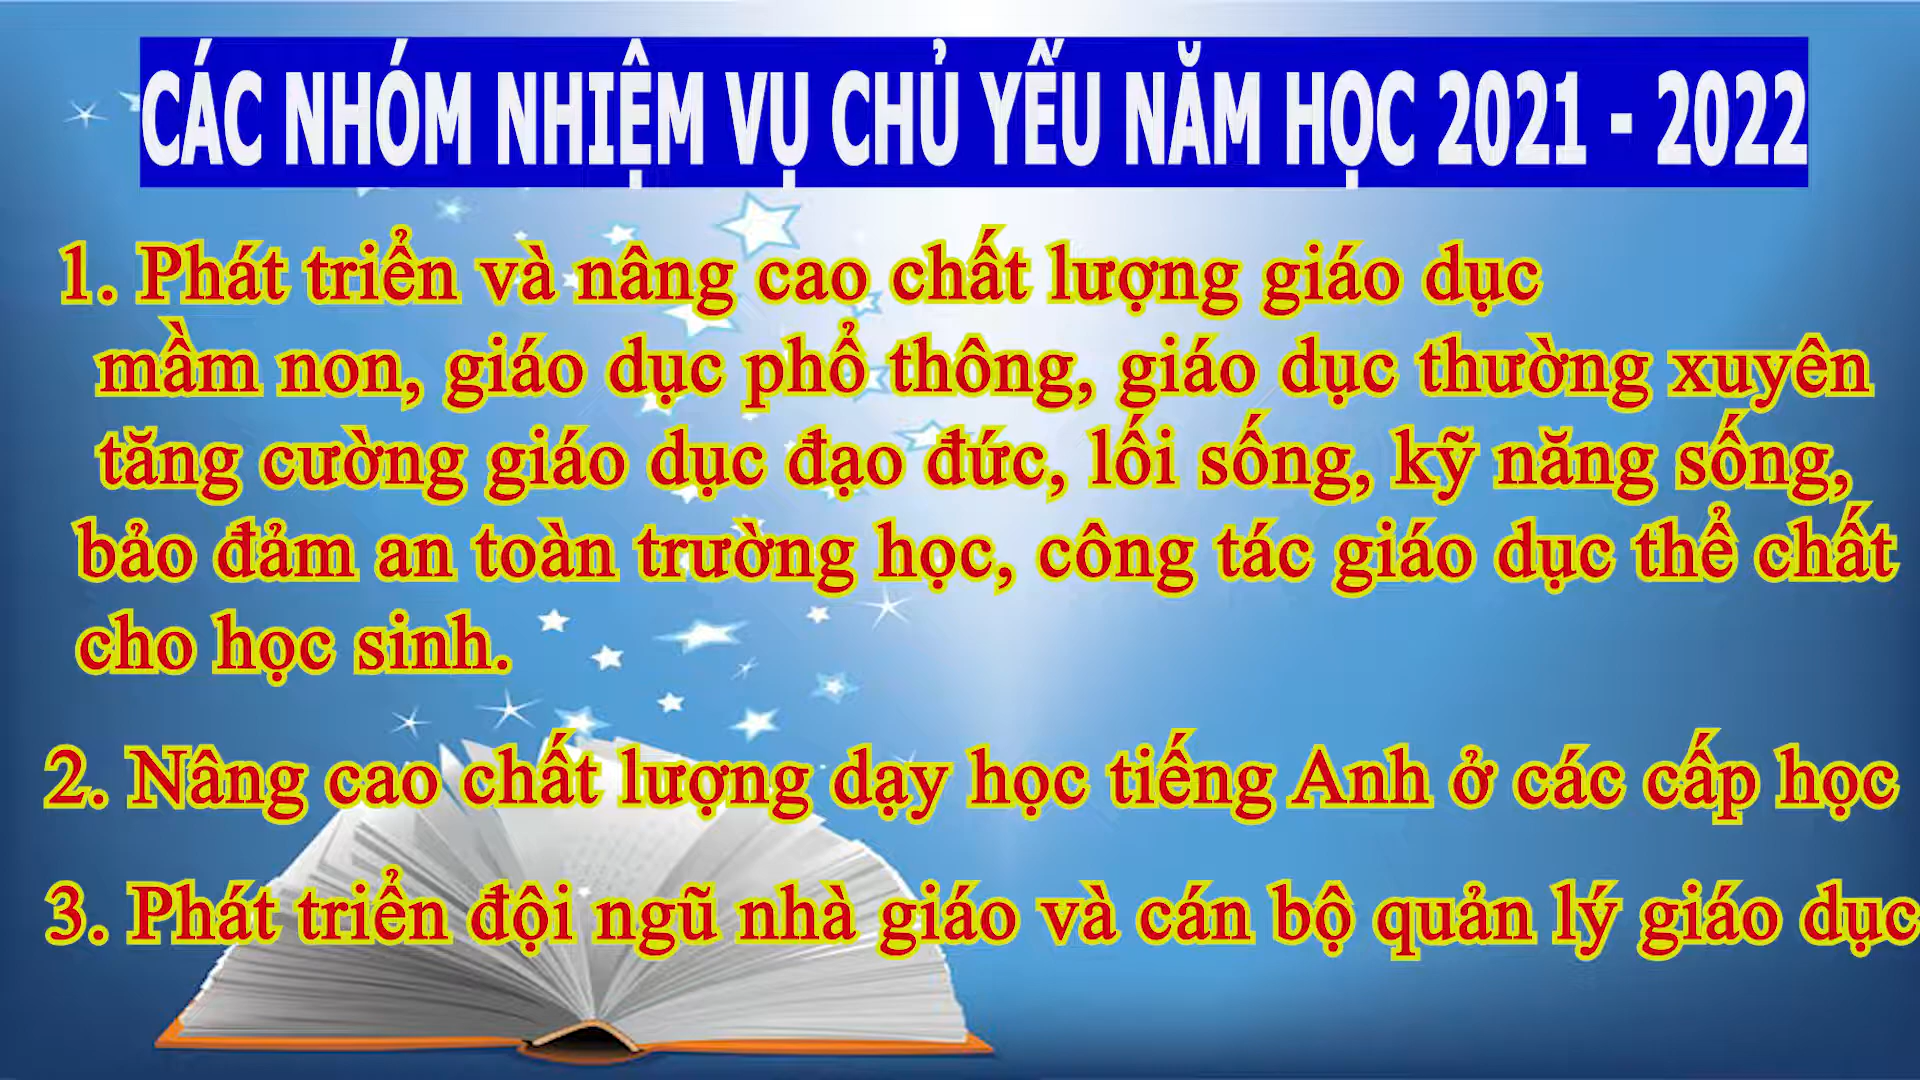 CÁC NHÓM NHIỆM VỤ CHỦ YẾU NĂM HỌC 2021 - 2022
1. Phát triển và nâng cao chất lượng giáo dục
mầm non, giáo dục phổ thông, giáo dục thường xuyên
tăng cường giáo dục đạo đức, lối sống, kỹ năng sống,
bảo đảm an toàn trường học, công tác giáo dục thể chất
cho học sinh.
2. Nâng cao chất lượng dạy học tiếng Anh ở các cấp học
3. Phát triển đội ngũ nhà giáo và cán bộ quản lý giáo dục